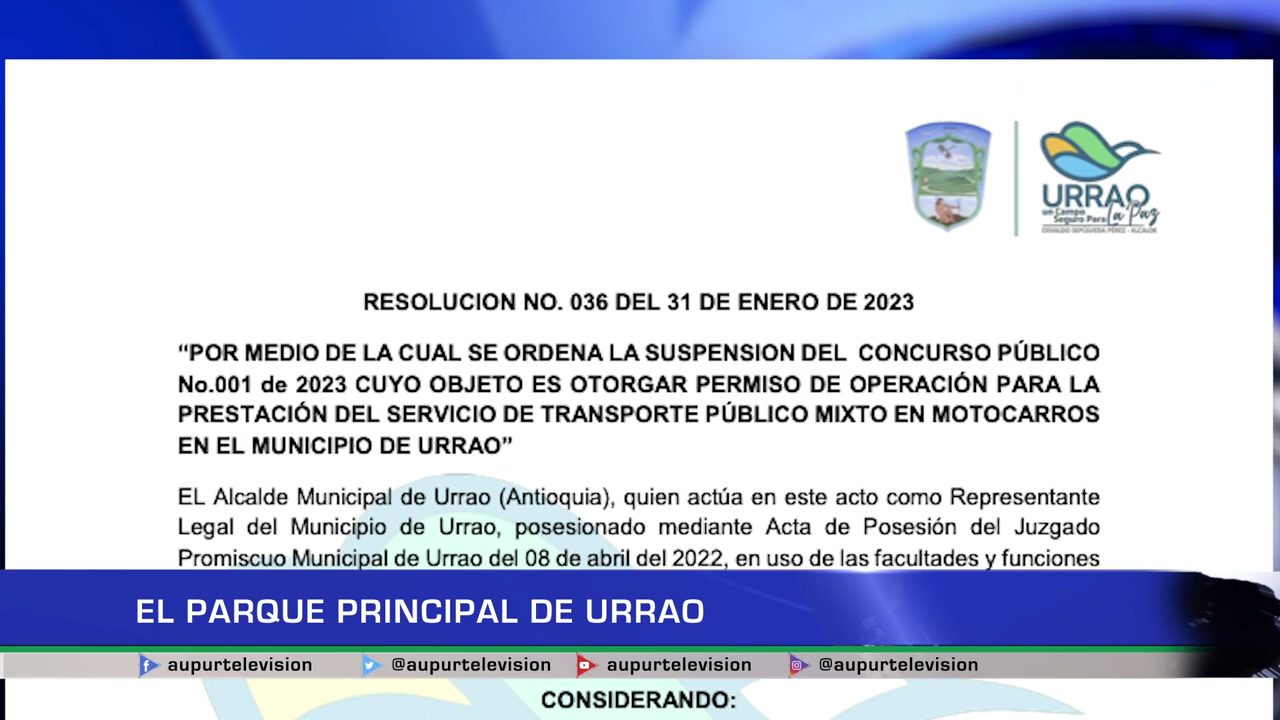 URRAO
un Campo
Seguro Para La Paz
OSWALDO SEPÚLVEDA PÉREZ - ALCALDE
RESOLUCION NO. 036 DEL 31 DE ENERO DE 2023
“POR MEDIO DE LA CUAL SE ORDENA LA SUSPENSION DEL CONCURSO PÚBLICO
No.001 de 2023 CUYO OBJETO ES OTORGAR PERMISO DE OPERACIÓN PARA LA
PRESTACIÓN DEL SERVICIO DE TRANSPORTE PÚBLICO MIXTO EN MOTOCARROS
EN EL MUNICIPIO DE URRAO”
EL Alcalde Municipal de Urrao (Antioquia), quien actúa en este acto como Representante
Legal del Municipio de Urrao, posesionado mediante Acta de Posesión del Juzgado
Promiscuo Municipal de Urrao del 08 de abril del 2022, en uso de las facultades y funciones
EL PARQUE PRINCIPAL DE URRAO
aupurtelevision @aupurtelevision aupurtelevision @aupurtelevision
CONSIDERANDO: